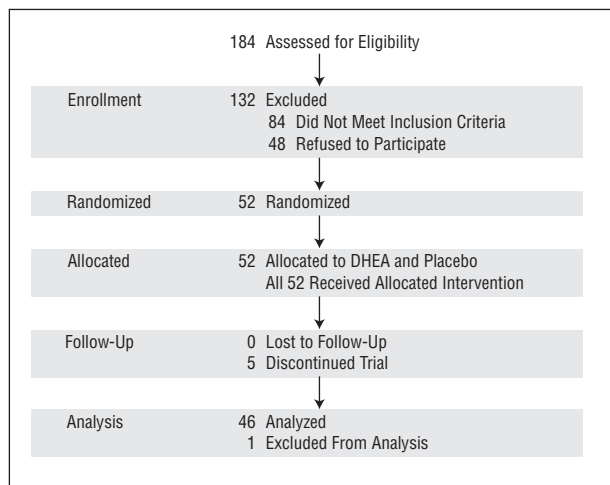 184 Assessed for Eligibility
Enrollment 132 Excluded
84 Did Not Meet Inclusion Criteria
48 Refused to Participate
Randomized 52 Randomized
Allocated 52 Allocated to DHEA and Placebo
All 52 Received Allocated Intervention
Follow-Up 0 Lost to Follow-Up
5 Discontinued Trial
Analysis 46 Analyzed
1 Excluded From Analysis